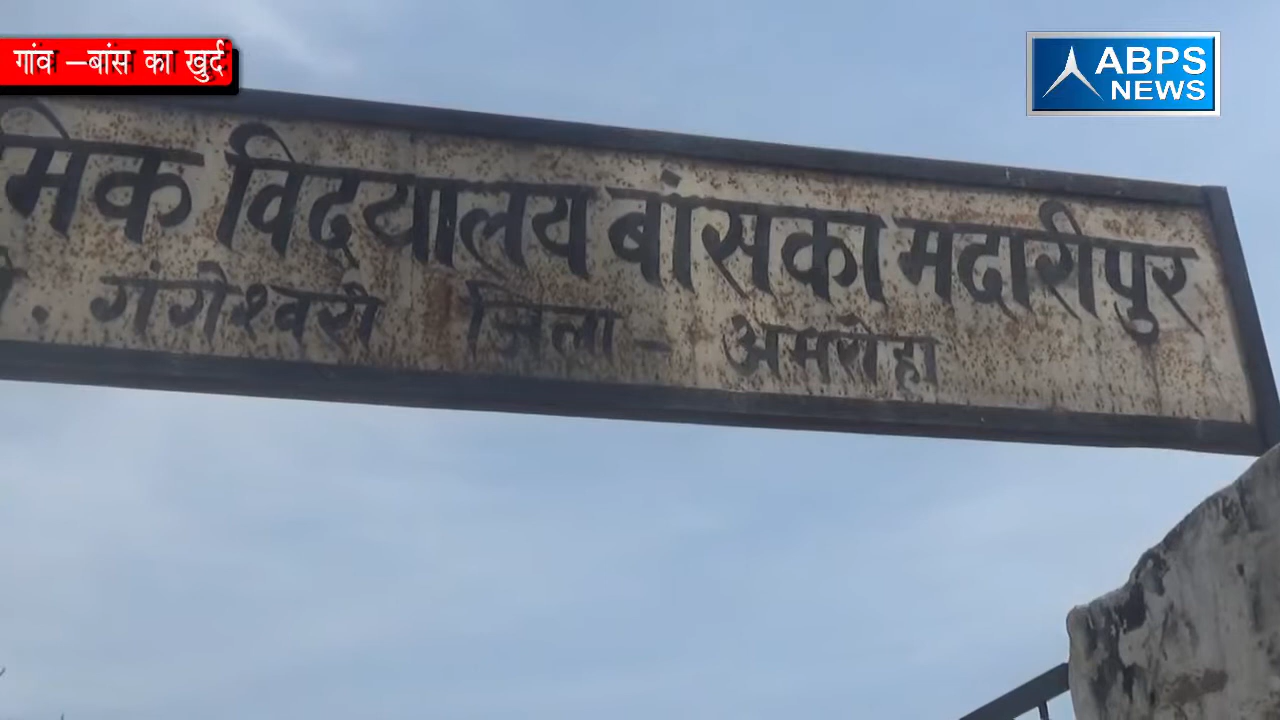 गांव –बांस का खुर्द
ABPS
NEWS
मिक विद्यालय बांसका मदारीपुर
. गंगेश्वरी जिला - अमरोहा